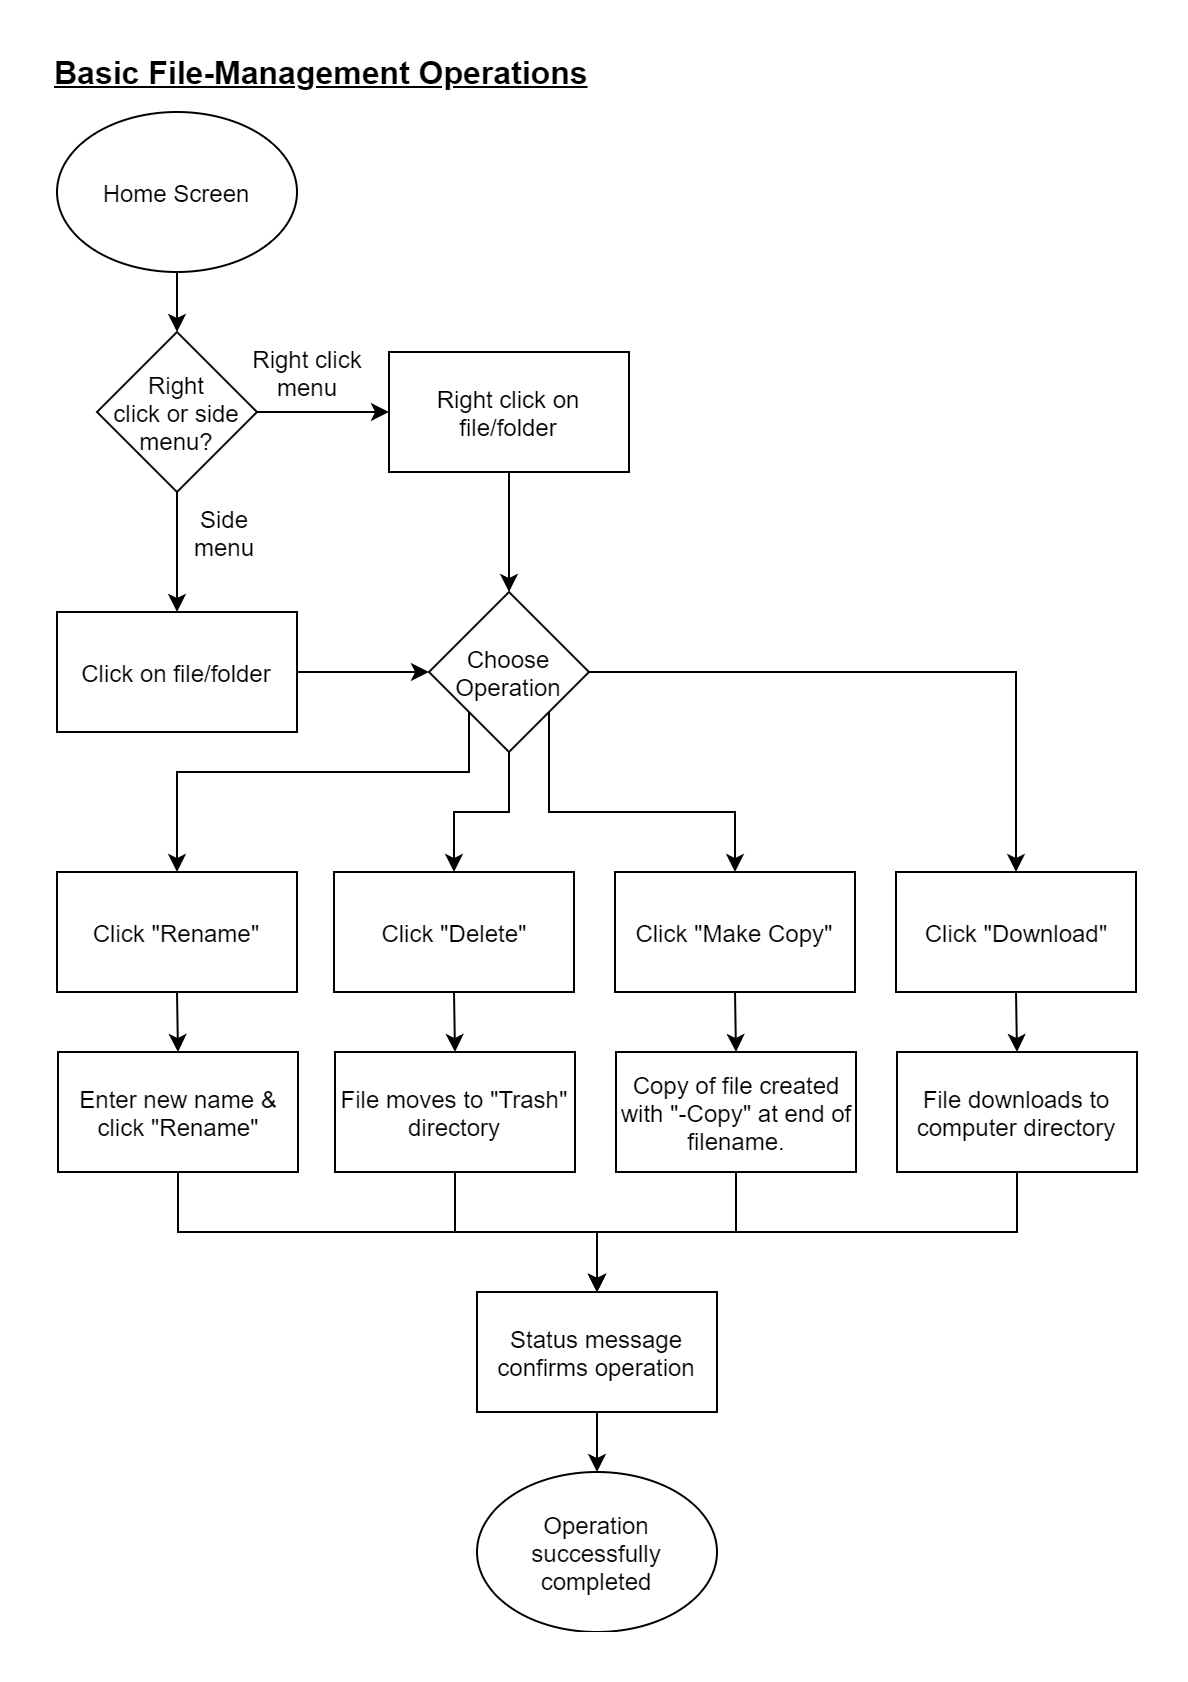 Basic File-Management Operations
Home Screen
Right
click or side
menu?
Right click
menu
Right click on
file/folder
Side
menu
Click on file/folder
Choose
Operation
Click "Rename"
Click "Delete"
Click "Make Copy"
Click "Download"
Enter new name &
click "Rename"
File moves to "Trash"
directory
Copy of file created
with "-Copy" at end of
filename.
File downloads to
computer directory
Status message
confirms operation
Operation
successfully
completed